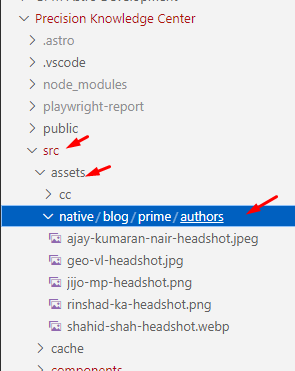 Precision Knowledge Center
.astro
.vscode
node_modules
playwright-report
public
src
assets
cc
native/blog/prime/authors
ajay-kumaran-nair-headshot.jpeg
geo-vl-headshot.jpg
jijo-mp-headshot.png
rinshad-ka-headshot.png
shahid-shah-headshot.webp
cache
components